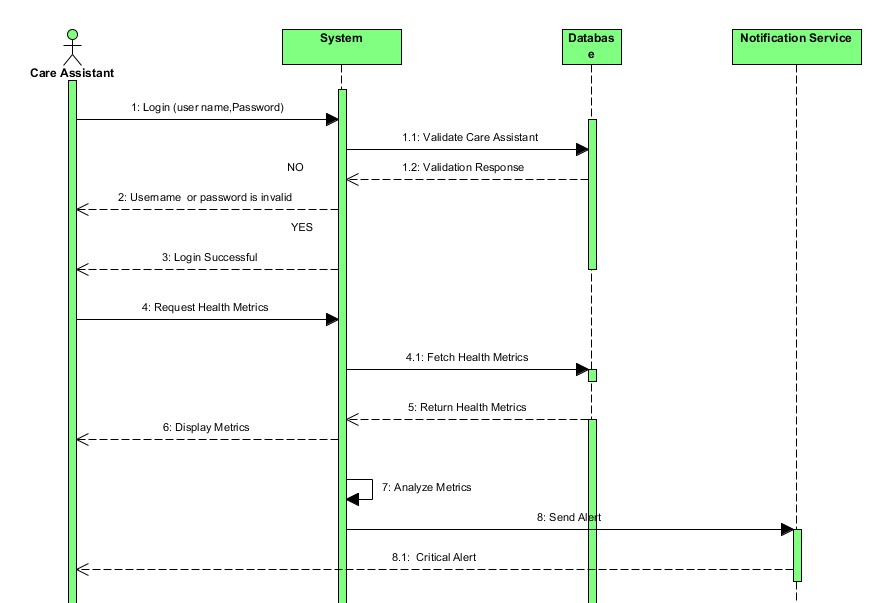 System
Databas
e
Notification Service
Care Assistant
1: Login (user name,Password)
1.1: Validate Care Assistant
NO
1.2: Validation Response
2: Username or password is invalid
YES
3: Login Successful
4: Request Health Metrics
4.1: Fetch Health Metrics
5: Return Health Metrics
6: Display Metrics
7: Analyze Metrics
8: Send Alert
8.1: Critical Alert